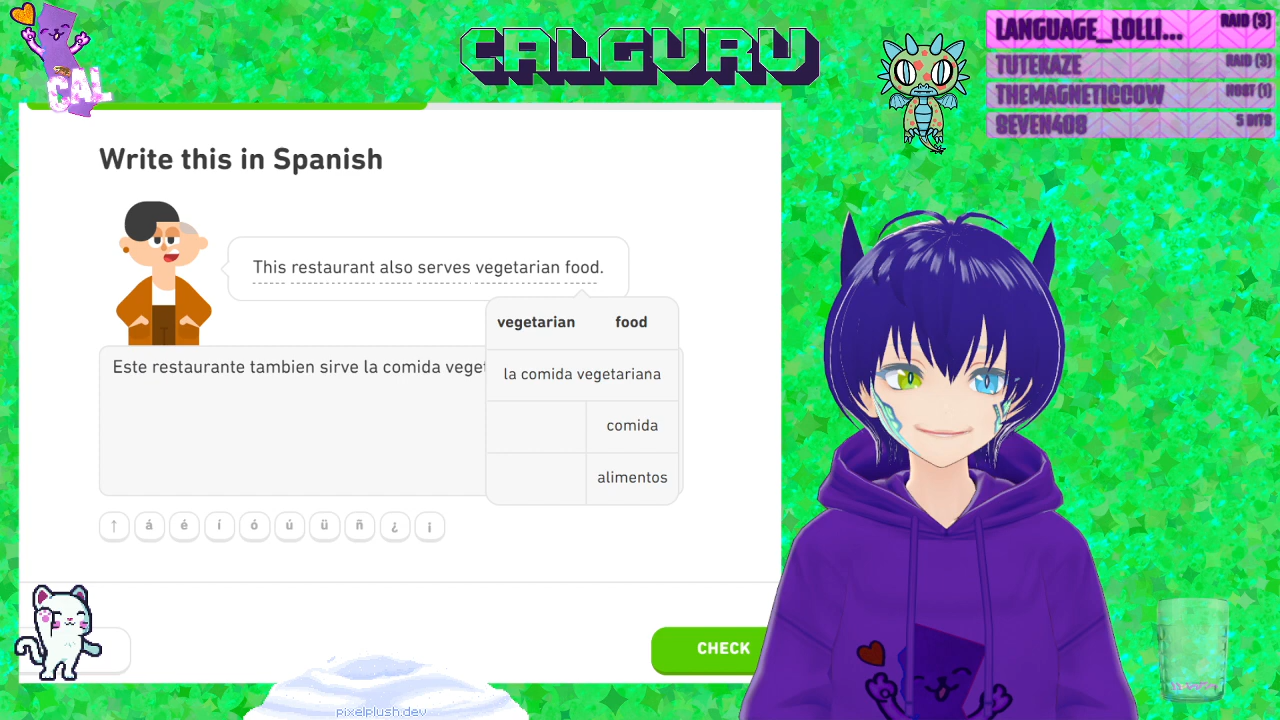 CAL
CALGURU
LANGUAGE_LOLLI... RAID (3)
TUTEKAZE RAID (3)
THEMAGNETICCOW HOST (1)
SEVEN408 5 BITS
Write this in Spanish
This restaurant also serves vegetarian food.
vegetarian food
Este restaurante tambien sirve la comida veget
la comida vegetariana
comida
alimentos
↑ á é í ó ú ü ñ ¿ ¡
CHECK
pixelplush.dev